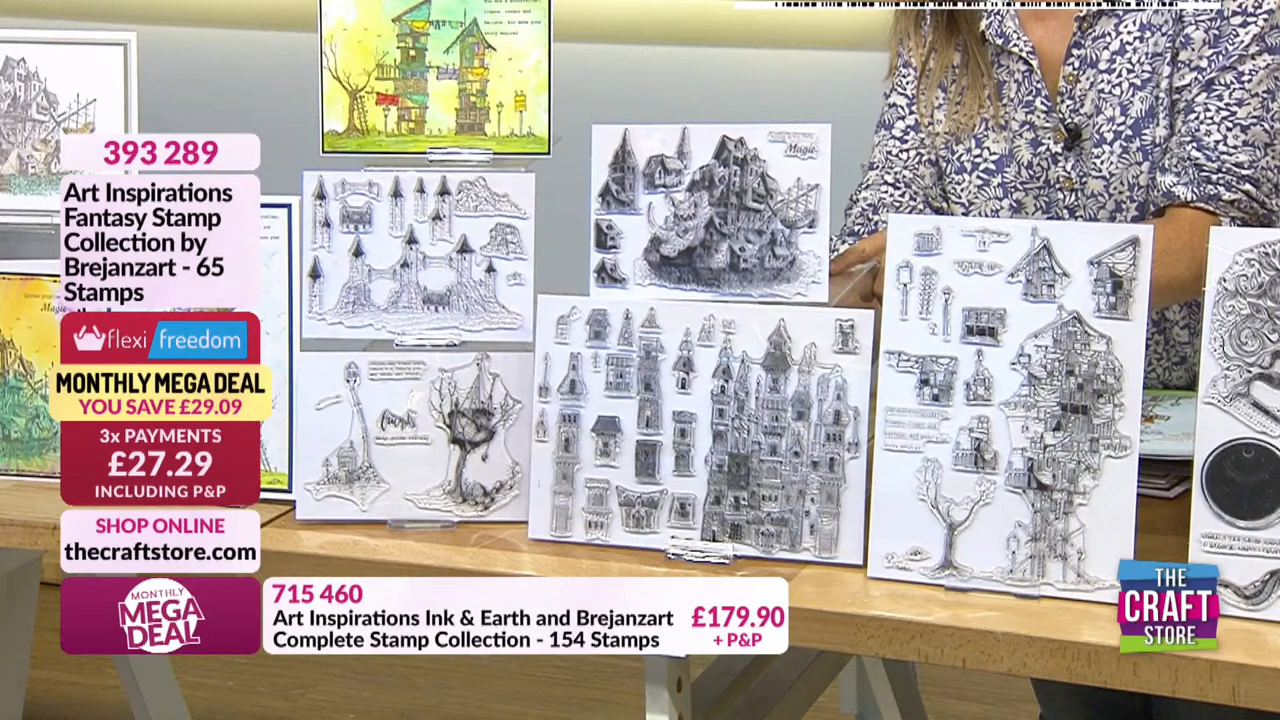 393 289
Art Inspirations
Fantasy Stamp
Collection by
Brejanzart - 65
Stamps
flexi freedom
MONTHLY MEGA DEAL
YOU SAVE £29.09
3x PAYMENTS
£27.29
INCLUDING P&P
SHOP ONLINE
thecraftstore.com
MONTHLY
MEGA
DEAL
715 460
Art Inspirations Ink & Earth and Brejanzart
Complete Stamp Collection - 154 Stamps
£179.90
+ P&P
THE
CRAFT
STORE
Magic
Magic